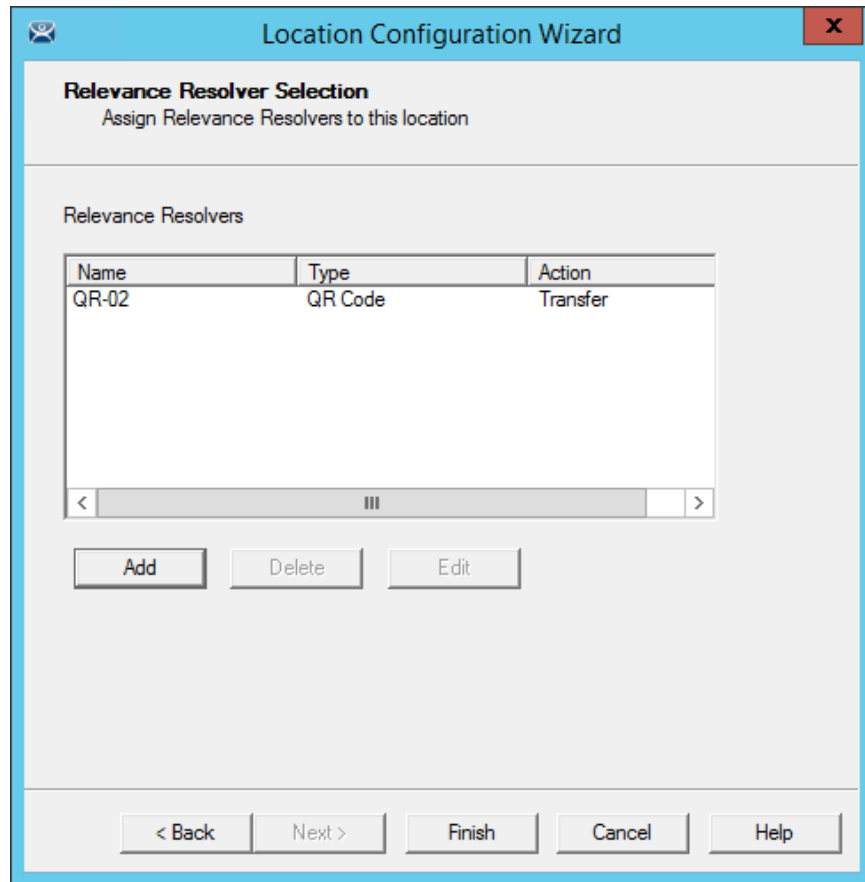 Location Configuration Wizard
x
Relevance Resolver Selection
Assign Relevance Resolvers to this location
Relevance Resolvers
Name Type Action
QR-02 QR Code Transfer
Add Delete Edit
< Back Next > Finish Cancel Help